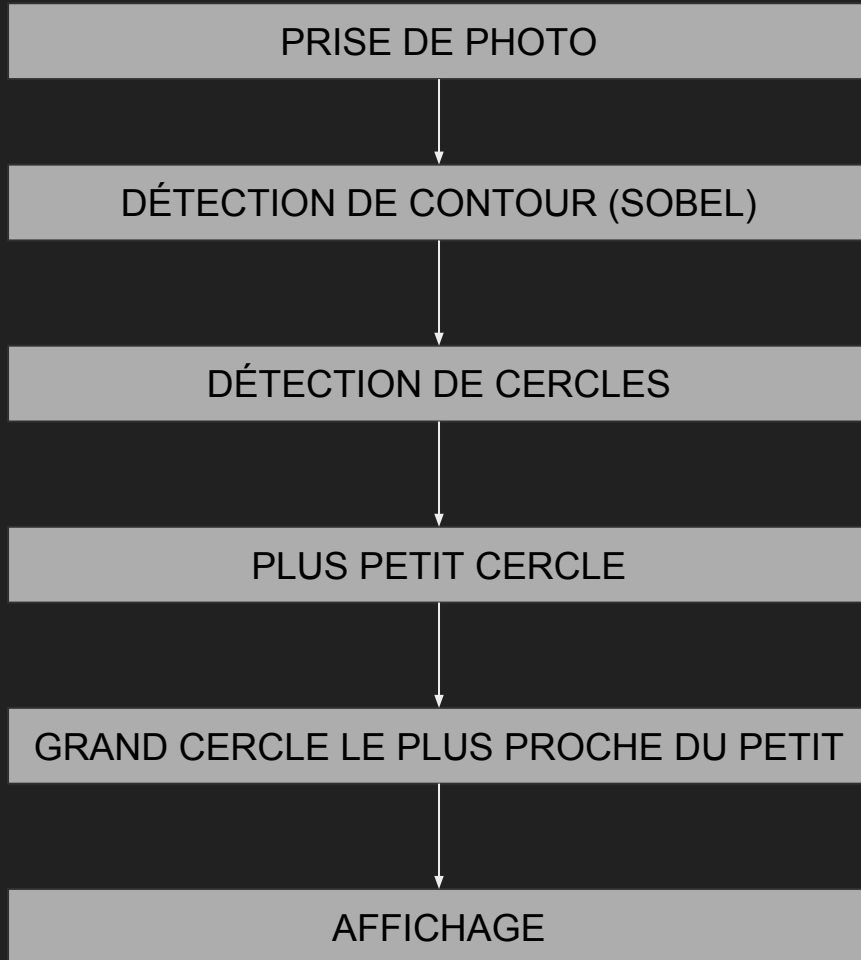 PRISE DE PHOTO
DÉTECTION DE CONTOUR (SOBEL)
DÉTECTION DE CERCLES
PLUS PETIT CERCLE
GRAND CERCLE LE PLUS PROCHE DU PETIT
AFFICHAGE